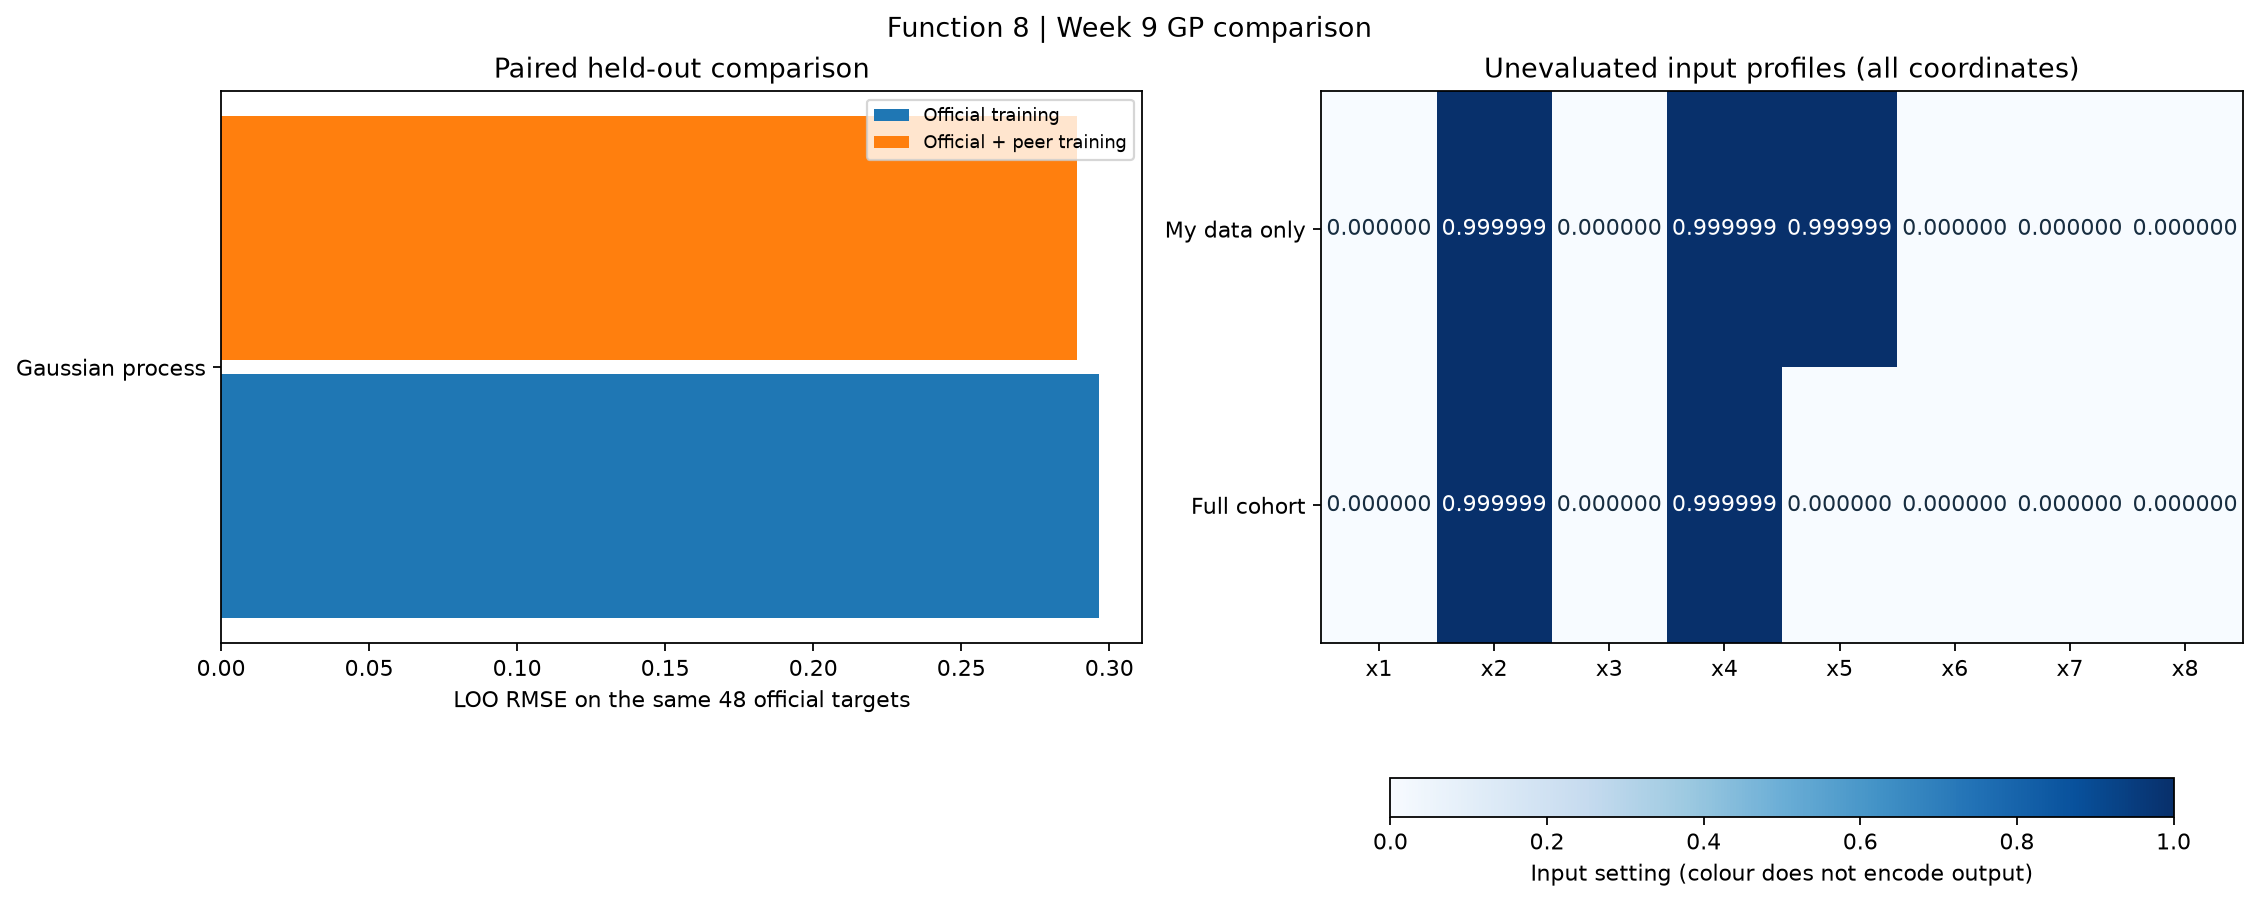 Function 8 | Week 9 GP comparison
Paired held-out comparison
Official training
Official + peer training
Gaussian process
0.00 0.05 0.10 0.15 0.20 0.25 0.30
LOO RMSE on the same 48 official targets
Unevaluated input profiles (all coordinates)
My data only 0.000000 0.999999 0.000000 0.999999 0.999999 0.000000 0.000000 0.000000
Full cohort 0.000000 0.999999 0.000000 0.999999 0.000000 0.000000 0.000000 0.000000
x1 x2 x3 x4 x5 x6 x7 x8
0.0 0.2 0.4 0.6 0.8 1.0
Input setting (colour does not encode output)